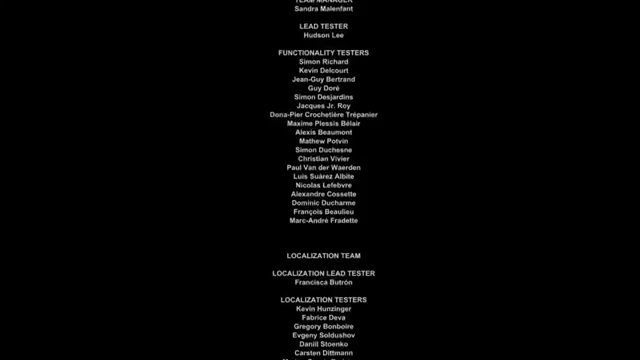 TEAM MANAGER
Sandra Malenfant
LEAD TESTER
Hudson Lee
FUNCTIONALITY TESTERS
Simon Richard
Kevin Delcourt
Jean-Guy Bertrand
Guy Doré
Simon Desjardins
Jacques Jr. Roy
Dona-Pier Crochetière Trépanier
Maxime Plessis Bélair
Alexis Beaumont
Mathew Potvin
Simon Duchesne
Christian Vivier
Paul Van der Waerden
Luis Suárez Albite
Nicolas Lefebvre
Alexandre Cossette
Dominic Ducharme
François Beaulieu
Marc-André Fradette
LOCALIZATION TEAM
LOCALIZATION LEAD TESTER
Francisca Butrón
LOCALIZATION TESTERS
Kevin Hunzinger
Fabrice Deva
Gregory Bonboire
Evgeny Soldushov
Daniil Stoenko
Carsten Dittmann